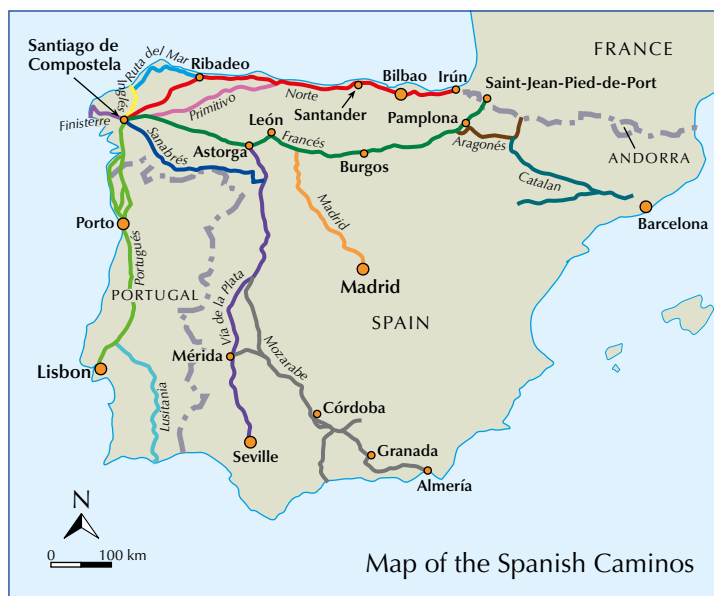 FRANCE
Santiago de
Compostela
Ruta del Mar
Ribadeo
Inglés
Bilbao
Irún
Saint-Jean-Pied-de-Port
Primitivo
Norte
Santander
Finisterre
Pamplona
León
Francés
Sanabrés
Astorga
Burgos
Aragonés
ANDORRA
Catalan
Madrid
Barcelona
Porto
Portugués
Madrid
PORTUGAL
Vía de la Plata
SPAIN
Mérida
Mozarabe
Lisbon
Lusitania
Córdoba
Seville
Granada
Almería
N
0 100 km
Map of the Spanish Caminos